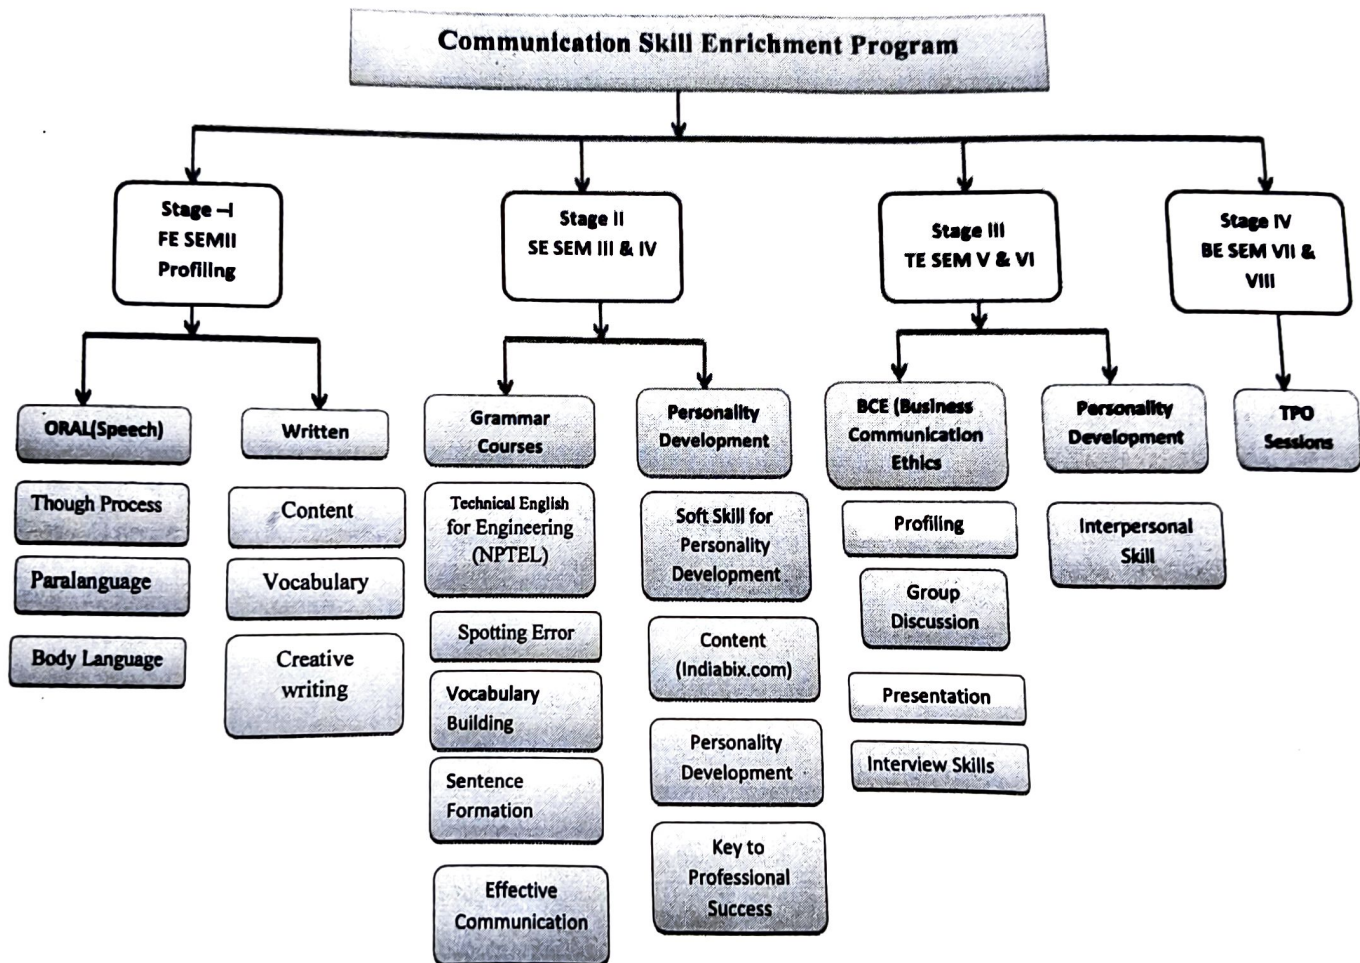 Communication Skill Enrichment Program
Stage –I
FE SEMII
Profiling
Stage II
SE SEM III & IV
Stage III
TE SEM V & VI
Stage IV
BE SEM VII &
VIII
ORAL(Speech)
Though Process
Paralanguage
Body Language
Written
Content
Vocabulary
Creative
writing
Grammar
Courses
Technical English
for Engineering
(NPTEL)
Spotting Error
Vocabulary
Building
Sentence
Formation
Effective
Communication
Personality
Development
Soft Skill for
Personality
Development
Content
(Indiabix.com)
Personality
Development
Key to
Professional
Success
BCE (Business
Communication
Ethics
Profiling
Group
Discussion
Presentation
Interview Skills
Personality
Development
Interpersonal
Skill
TPO
Sessions